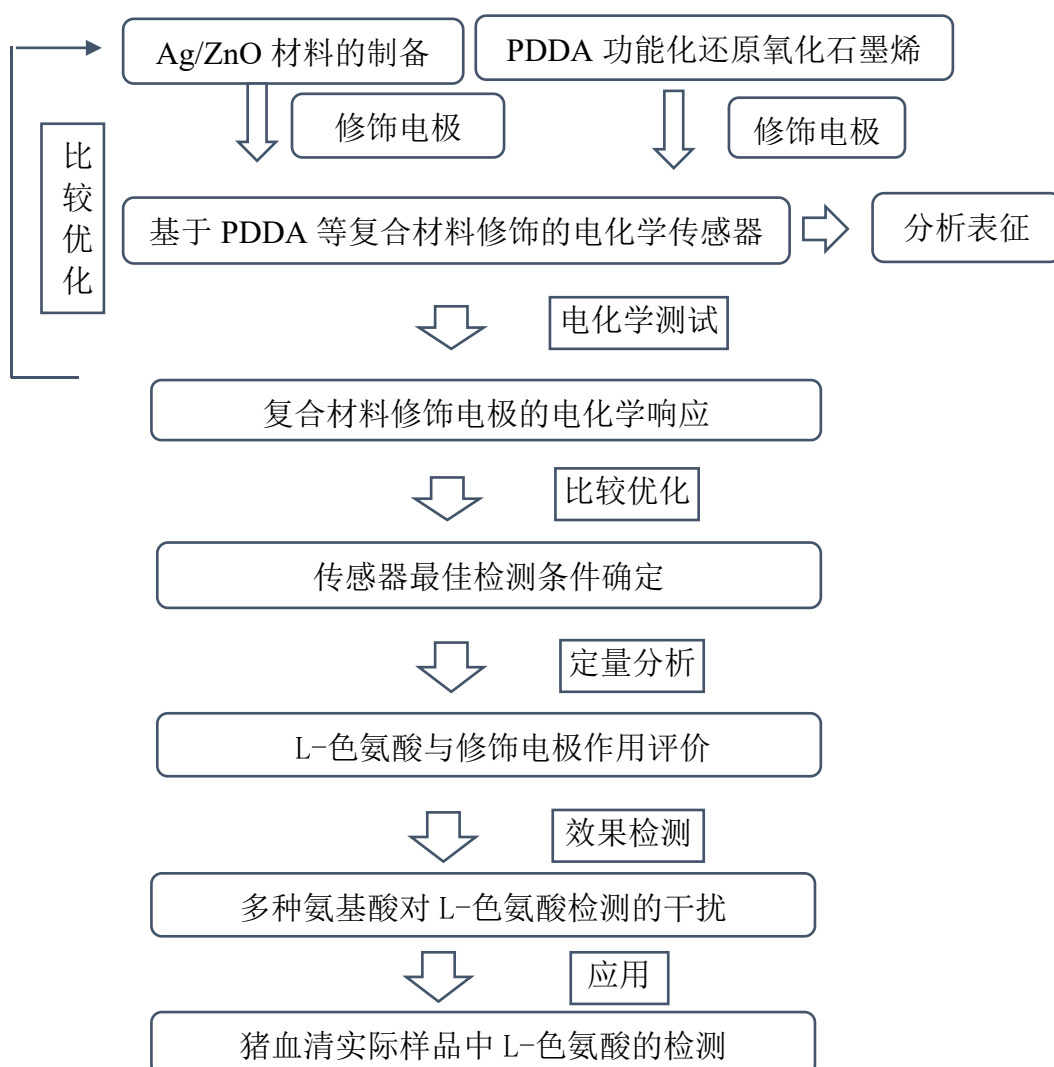 Ag/ZnO 材料的制备
PDDA 功能化还原氧化石墨烯
修饰电极
修饰电极
比较优化
基于 PDDA 等复合材料修饰的电化学传感器
分析表征
电化学测试
复合材料修饰电极的电化学响应
比较优化
传感器最佳检测条件确定
定量分析
L-色氨酸与修饰电极作用评价
效果检测
多种氨基酸对 L-色氨酸检测的干扰
应用
猪血清实际样品中 L-色氨酸的检测